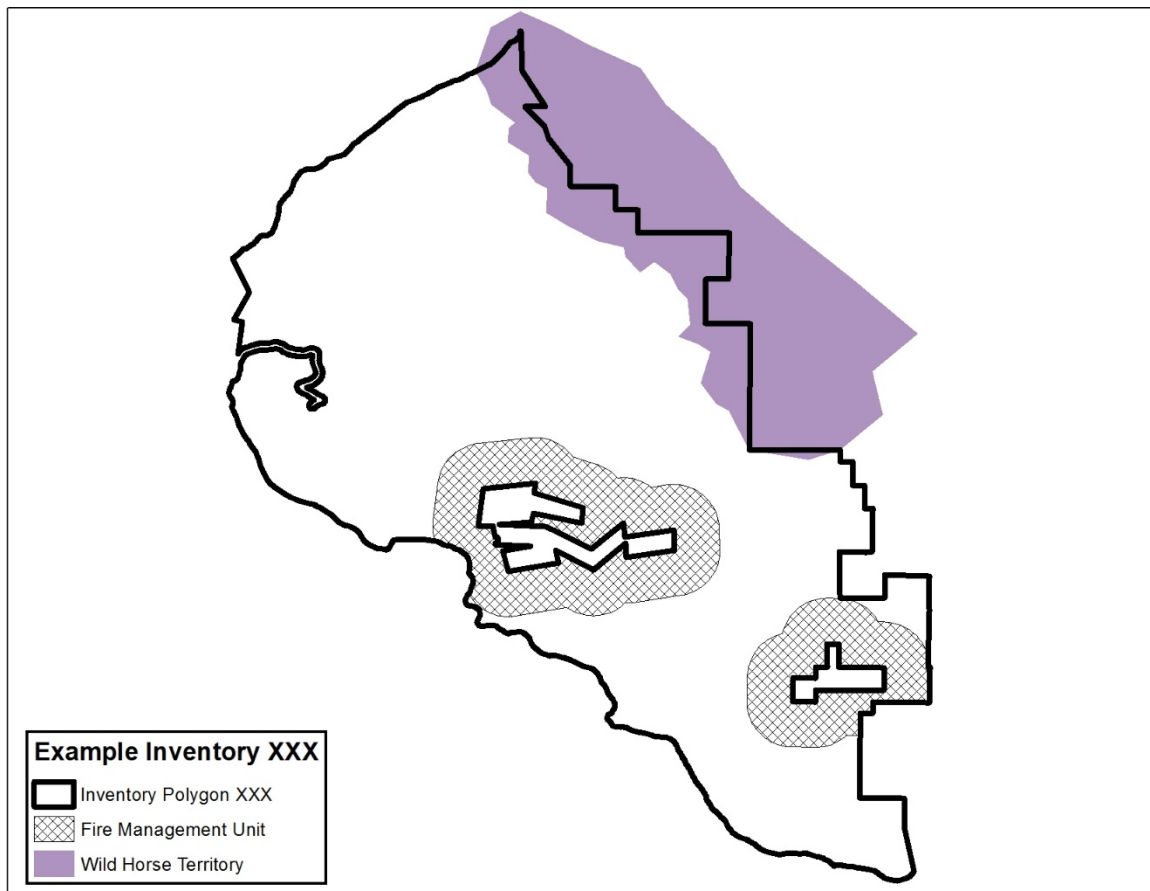 Example Inventory XXX
Inventory Polygon XXX
Fire Management Unit
Wild Horse Territory